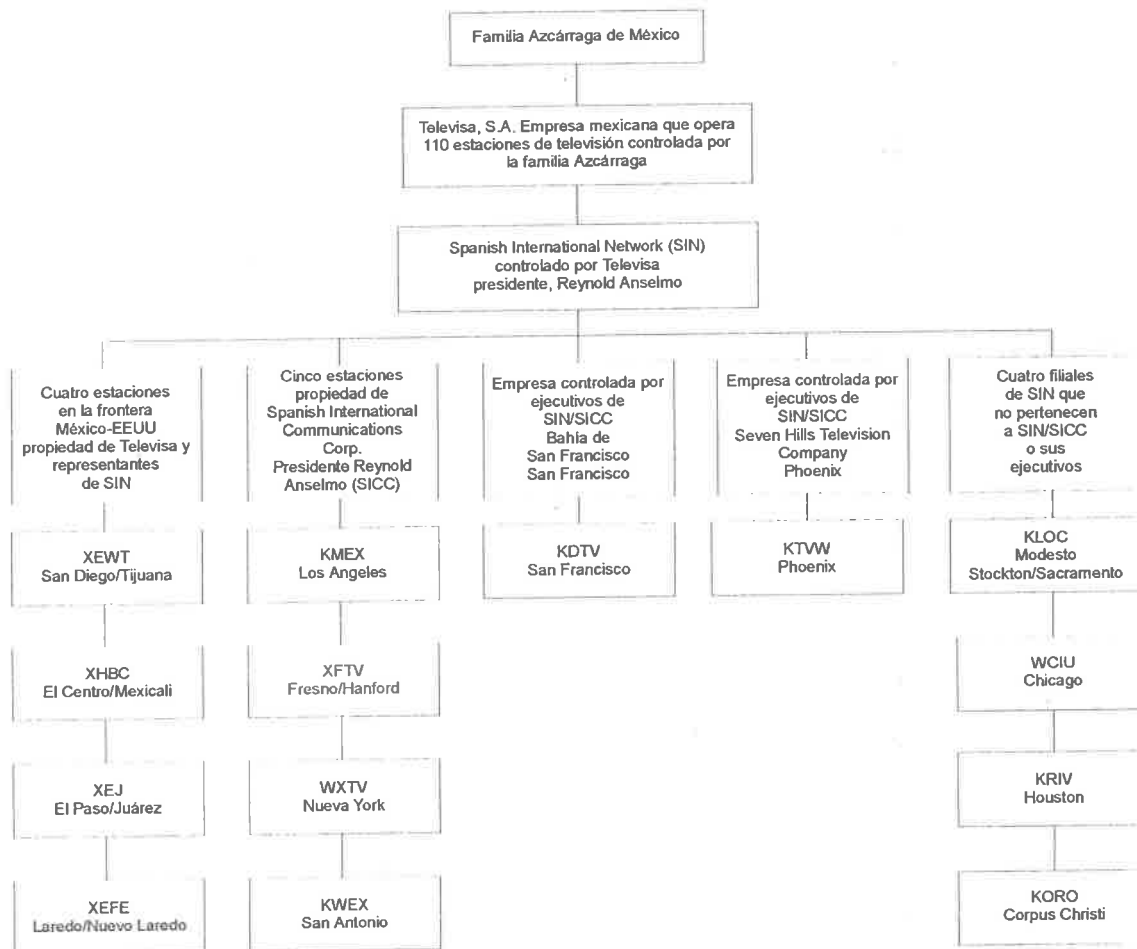 Familia Azcárraga de México
Televisa, S.A. Empresa mexicana que opera
110 estaciones de televisión controlada por
la familia Azcárraga
Spanish International Network (SIN)
controlado por Televisa
presidente, Reynold Anselmo
Cuatro estaciones
en la frontera
México-EEUU
propiedad de Televisa y
representantes
de SIN
XEWT
San Diego/Tijuana
XHBC
El Centro/Mexicali
XEJ
El Paso/Juárez
XEFE
Laredo/Nuevo Laredo
Cinco estaciones
propiedad de
Spanish International
Communications
Corp.
Presidente Reynold
Anselmo (SICC)
KMEX
Los Angeles
XFTV
Fresno/Hanford
WXTV
Nueva York
KWEX
San Antonio
Empresa controlada por
ejecutivos de
SIN/SICC
Bahía de
San Francisco
San Francisco
KDTV
San Francisco
Empresa controlada por
ejecutivos de
SIN/SICC
Seven Hills Television
Company
Phoenix
KTVW
Phoenix
Cuatro filiales
de SIN que
no pertenecen
a SIN/SICC
o sus
ejecutivos
KLOC
Modesto
Stockton/Sacramento
WCIU
Chicago
KRIV
Houston
KORO
Corpus Christi